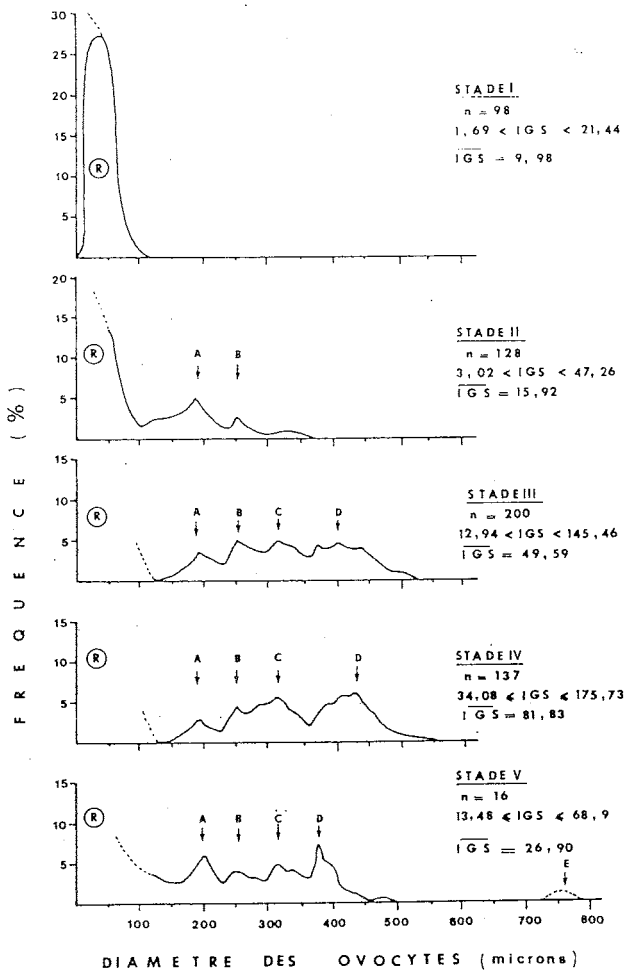 30
25
20
15
10
5
R
STADE I
n = 98
1,69 < IGS < 21,44
IGS = 9,98
20
15
10
5
R
A B
STADE II
n = 128
3,02 < IGS < 47,26
IGS = 15,92
15
10
5
R
A B C D
STADE III
n = 200
12,94 < IGS < 145,46
IGS = 49,59
15
10
5
R
A B C D
STADE IV
n = 137
34,08 ⩽ IGS ⩽ 175,73
IGS = 81,83
15
10
5
R
A B C D
STADE V
n = 16
13,48 ⩽ IGS ⩽ 68,9
IGS = 26,90
E
100 200 300 400 500 600 700 800
FREQUENCE (%)
DIAMETRE DES OVOCYTES (microns)